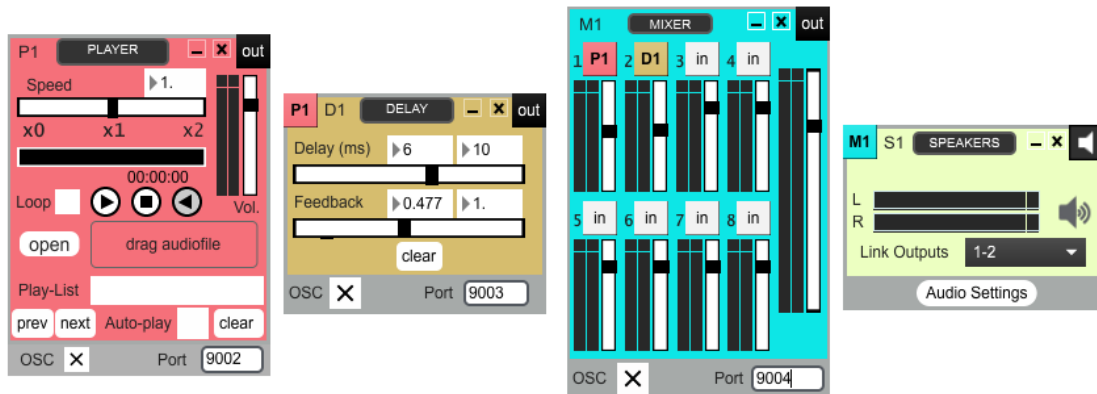 P1 PLAYER out
Speed 1.
x0 x1 x2
00:00:00
Loop Vol.
open drag audiofile
Play-List
prev next Auto-play clear
OSC X Port 9002
P1 D1 DELAY out
Delay (ms) 6 10
Feedback 0.477 1.
clear
OSC X Port 9003
M1 MIXER out
1 P1 2 D1 3 in 4 in
5 in 6 in 7 in 8 in
OSC X Port 9004
M1 S1 SPEAKERS
L
R
Link Outputs 1-2
Audio Settings